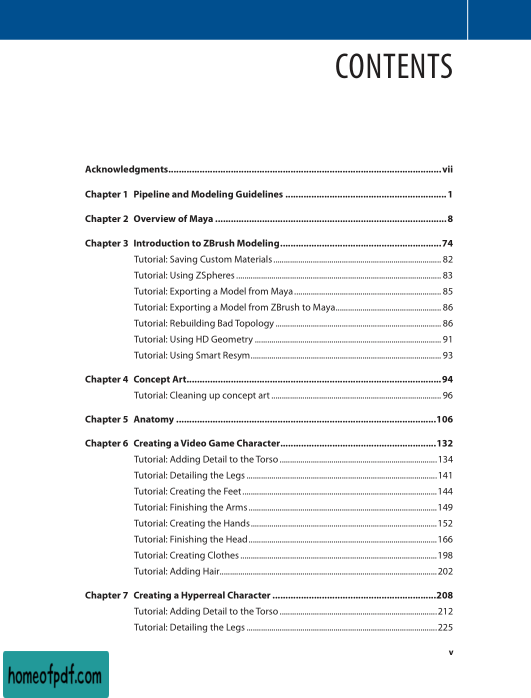 CONTENTS
Acknowledgments.....vii
Chapter 1 Pipeline and Modeling Guidelines.....1
Chapter 2 Overview of Maya.....8
Chapter 3 Introduction to ZBrush Modeling.....74
Tutorial: Saving Custom Materials.....82
Tutorial: Using ZSpheres.....83
Tutorial: Exporting a Model from Maya.....85
Tutorial: Exporting a Model from ZBrush to Maya.....86
Tutorial: Rebuilding Bad Topology.....86
Tutorial: Using HD Geometry.....91
Tutorial: Using Smart Resym.....93
Chapter 4 Concept Art.....94
Tutorial: Cleaning up concept art.....96
Chapter 5 Anatomy.....106
Chapter 6 Creating a Video Game Character.....132
Tutorial: Adding Detail to the Torso.....134
Tutorial: Detailing the Legs.....141
Tutorial: Creating the Feet.....144
Tutorial: Finishing the Arms.....149
Tutorial: Creating the Hands.....152
Tutorial: Finishing the Head.....166
Tutorial: Creating Clothes.....198
Tutorial: Adding Hair.....202
Chapter 7 Creating a Hyperreal Character.....208
Tutorial: Adding Detail to the Torso.....212
Tutorial: Detailing the Legs.....225
v
homeofpdf.com